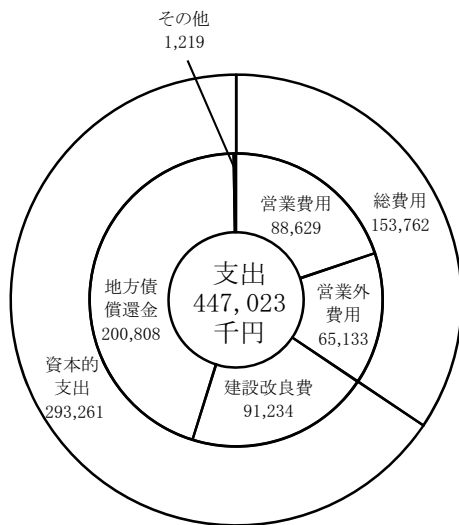 その他
1,219
営業費用
88,629
総費用
153,762
支出
447,023
千円
営業外
費用
65,133
地方債
償還金
200,808
建設改良費
91,234
資本的
支出
293,261